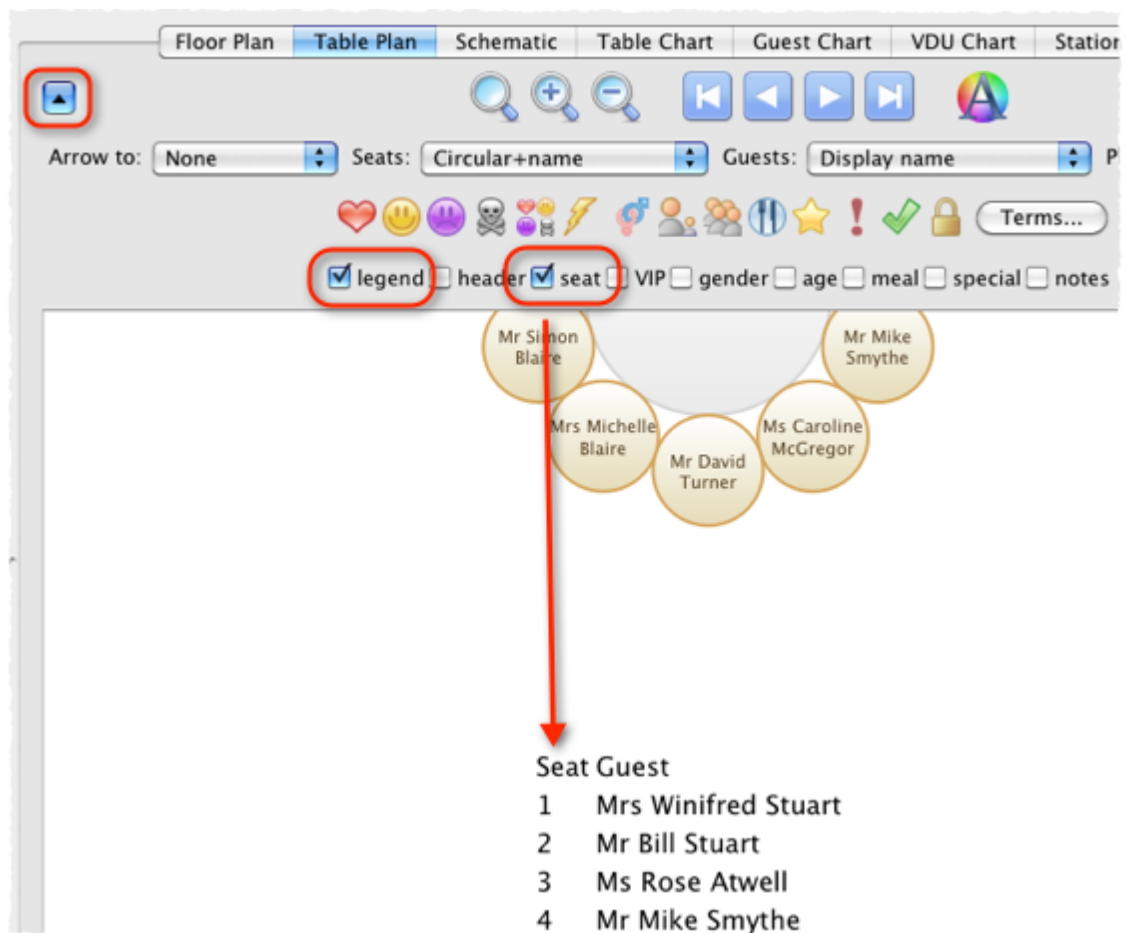 Floor Plan Table Plan Schematic Table Chart Guest Chart VDU Chart Station
A
Arrow to: None Seats: Circular+name Guests: Display name P
Terms...
legend header seat VIP gender age meal special notes
Mr Simon
Blaire
Mr Mike
Smythe
Mrs Michelle
Blaire
Ms Caroline
McGregor
Mr David
Turner
Seat Guest
1 Mrs Winifred Stuart
2 Mr Bill Stuart
3 Ms Rose Atwell
4 Mr Mike Smythe